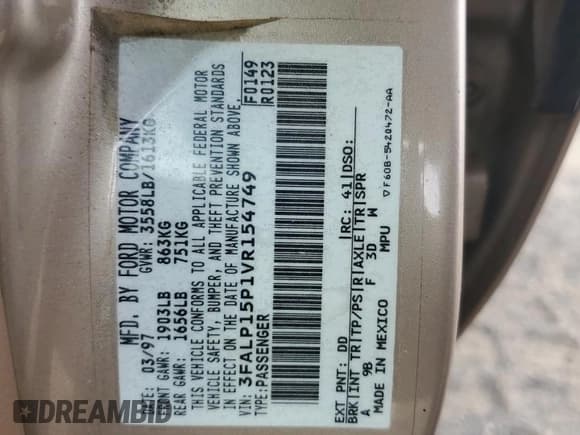 MFD. BY FORD MOTOR COMPANY
DATE: 03/97 GVWR: 3558LB/1613KG
FRONT GAWR: 1903LB 863KG
REAR GAWR: 1656LB 751KG
THIS VEHICLE CONFORMS TO ALL APPLICABLE FEDERAL MOTOR
VEHICLE SAFETY, BUMPER, AND THEFT PREVENTION STANDARDS
IN EFFECT ON THE DATE OF MANUFACTURE SHOWN ABOVE.
VIN: 3FALP15P1VR154749
TYPE: PASSENGER
F0149
R0123
EXT PNT: DD RC: 41 DSO:
BRK INT TR TP/PS R AXLE TR SPR
A 9B F 3D W
MADE IN MEXICO MPU
▽F60B-5420472-AA
DREAMBID